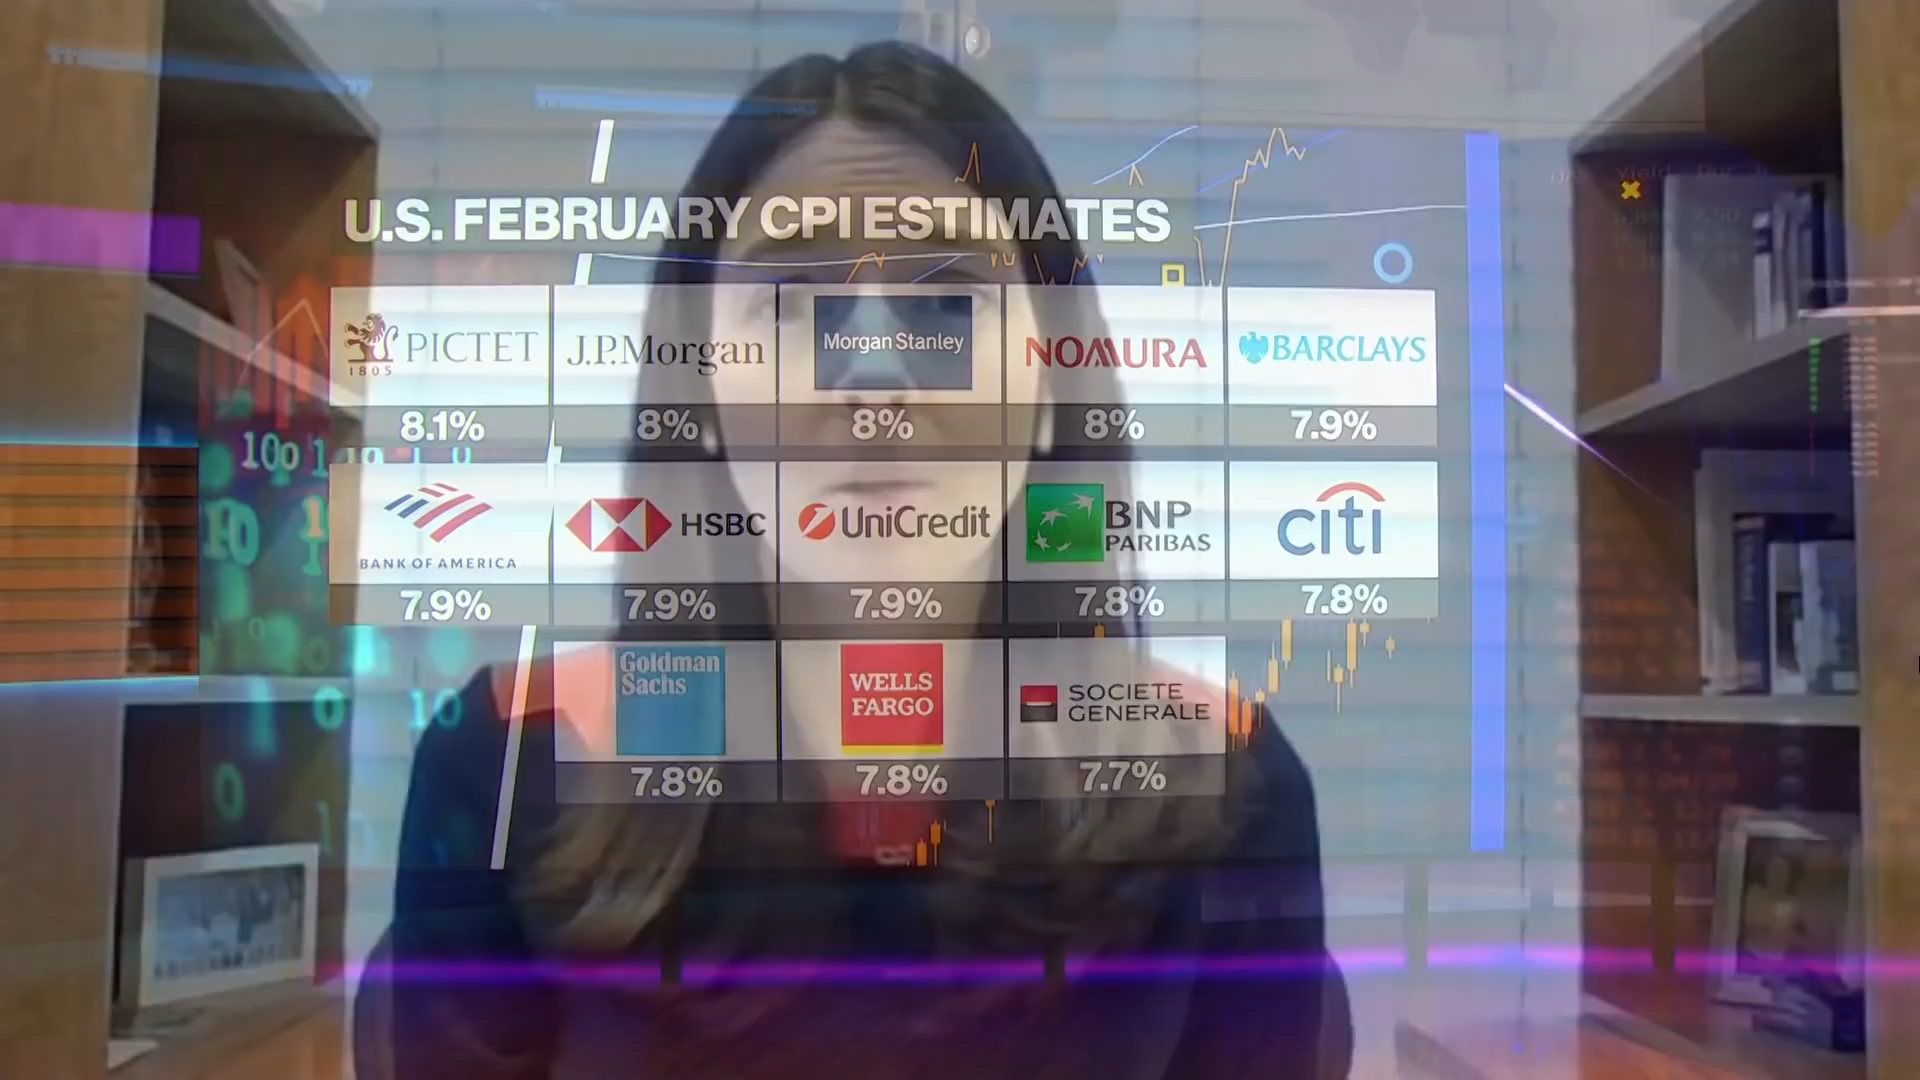 U.S. FEBRUARY CPI ESTIMATES
PICTET
1805
J.P.Morgan
Morgan Stanley
NOMURA
BARCLAYS
8.1%
8%
8%
8%
7.9%
BANK OF AMERICA
HSBC
UniCredit
BNP
PARIBAS
citi
7.9%
7.9%
7.9%
7.8%
7.8%
Goldman
Sachs
WELLS
FARGO
SOCIETE
GENERALE
7.8%
7.8%
7.7%